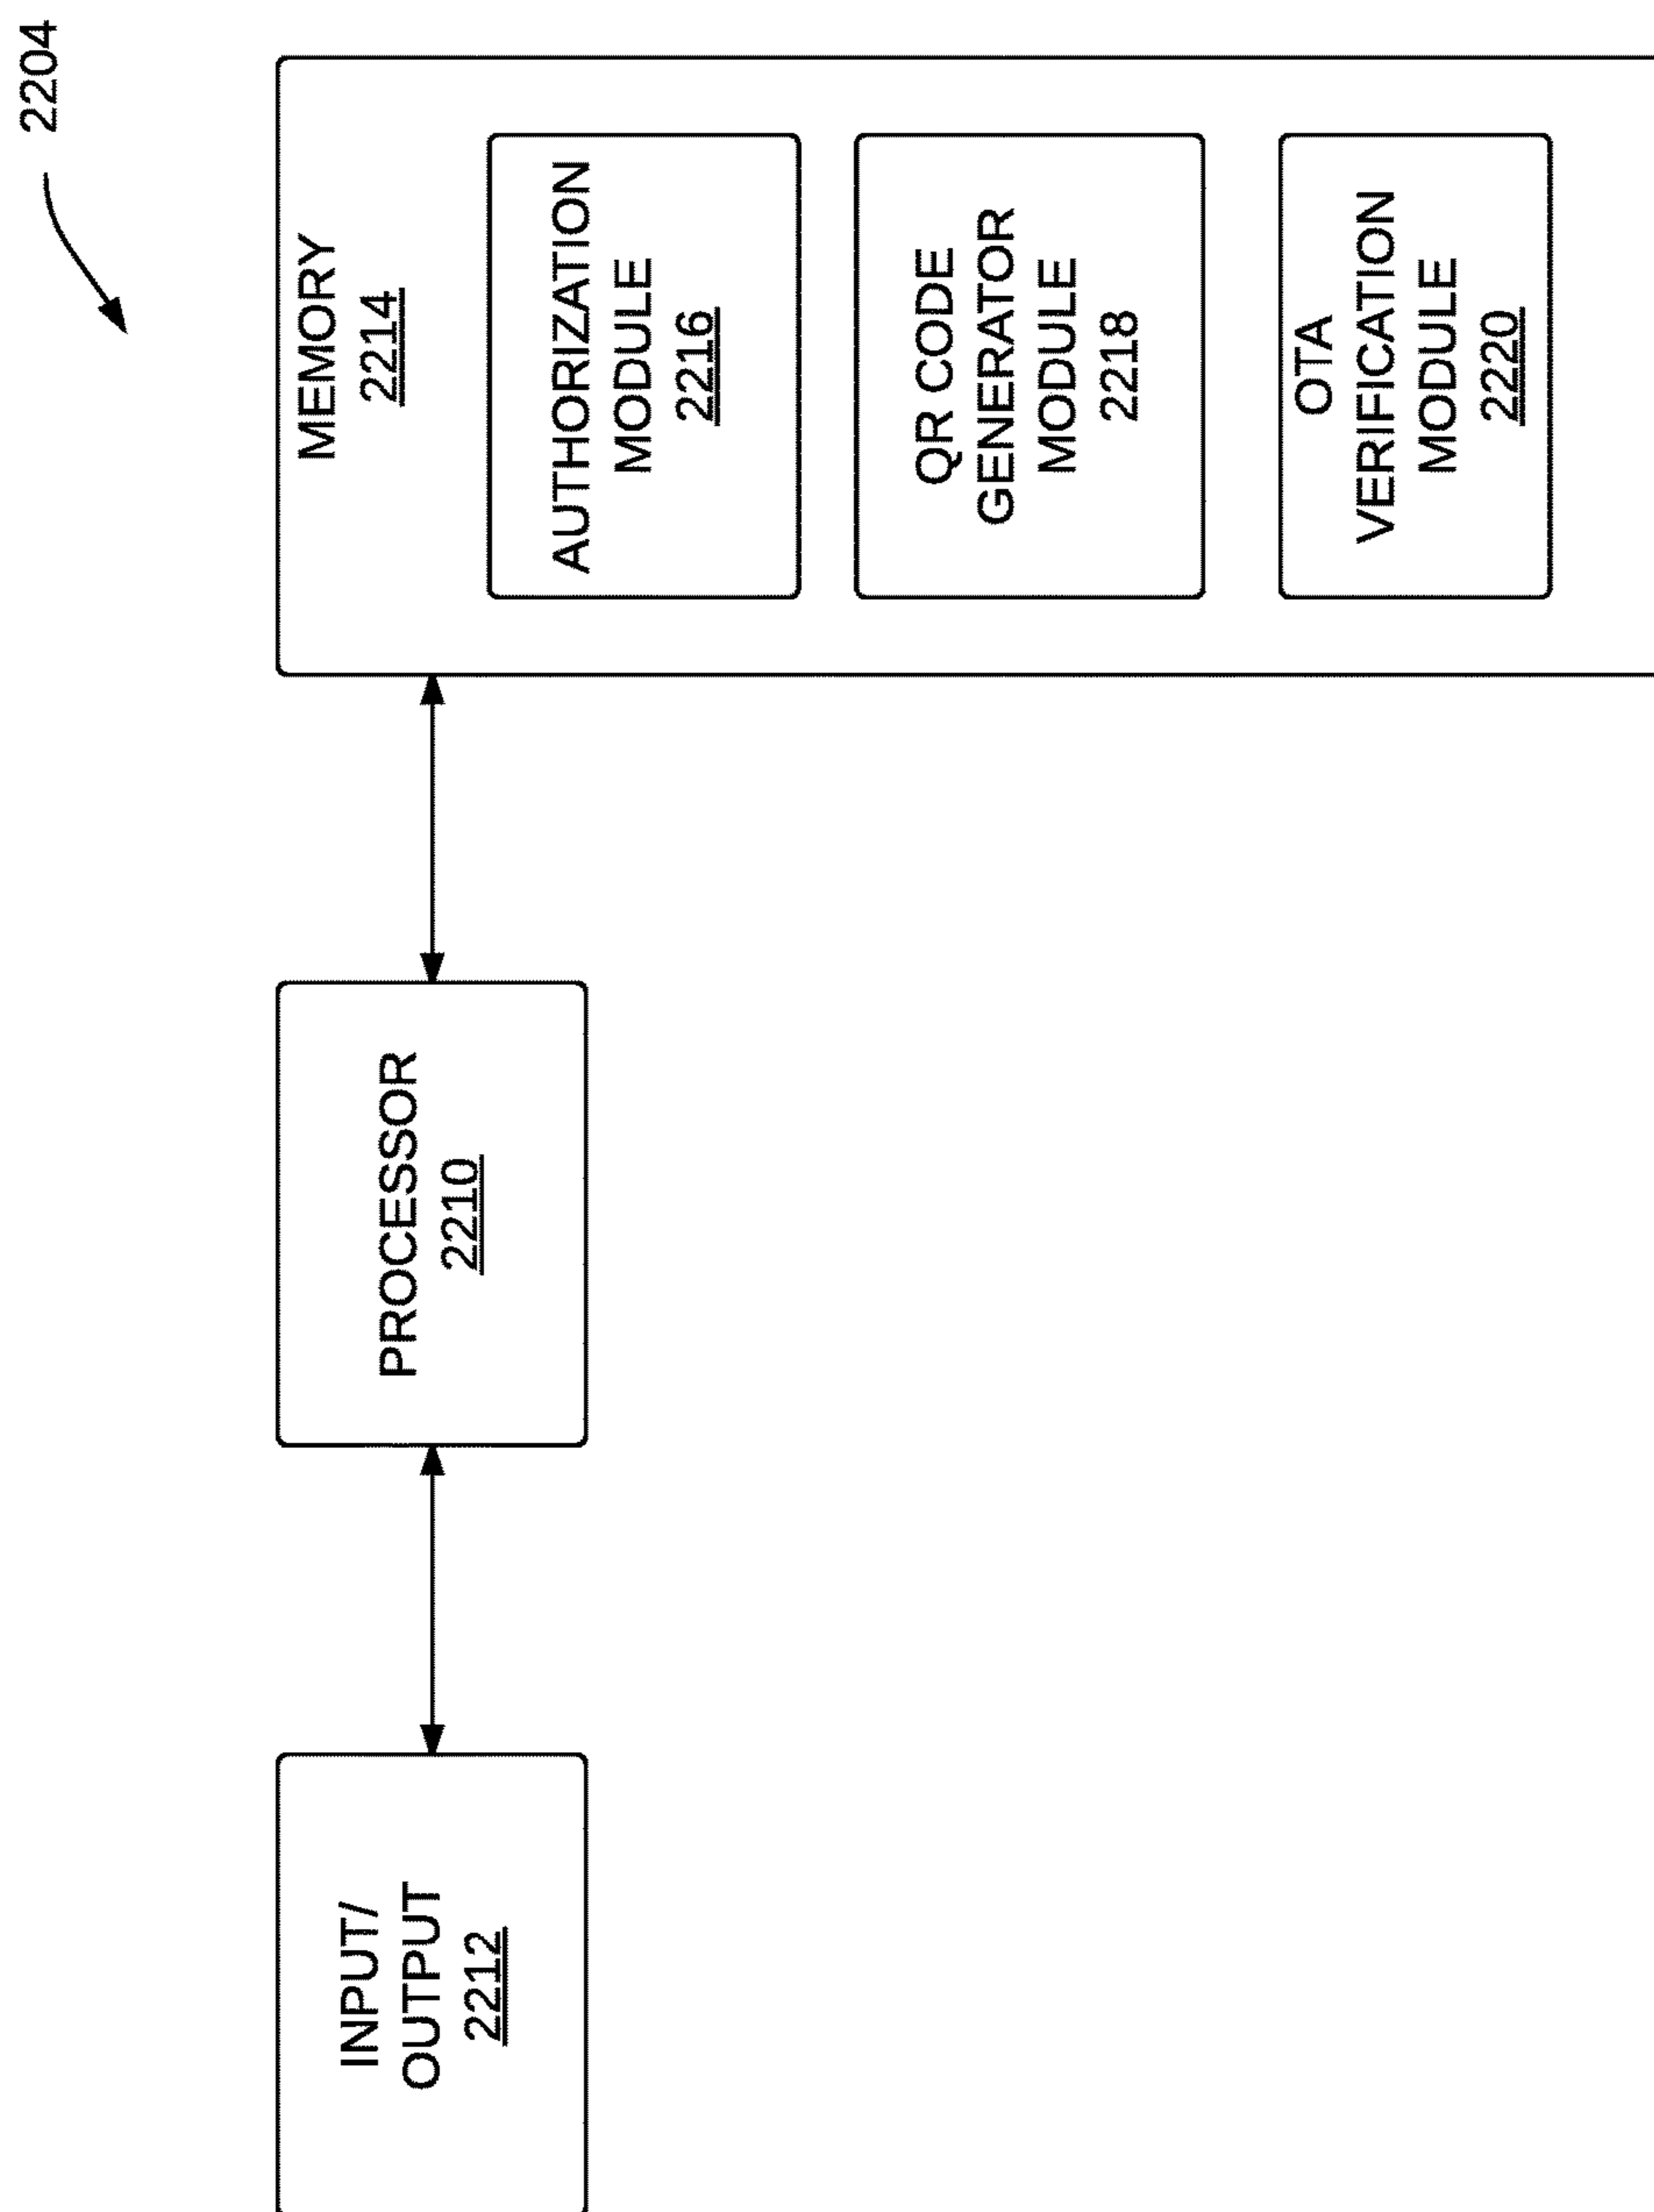 2204
INPUT/
OUTPUT
2212
PROCESSOR
2210
MEMORY
2214
AUTHORIZATION
MODULE
2216
QR CODE
GENERATOR
MODULE
2218
OTA
VERIFICATION
MODULE
2220